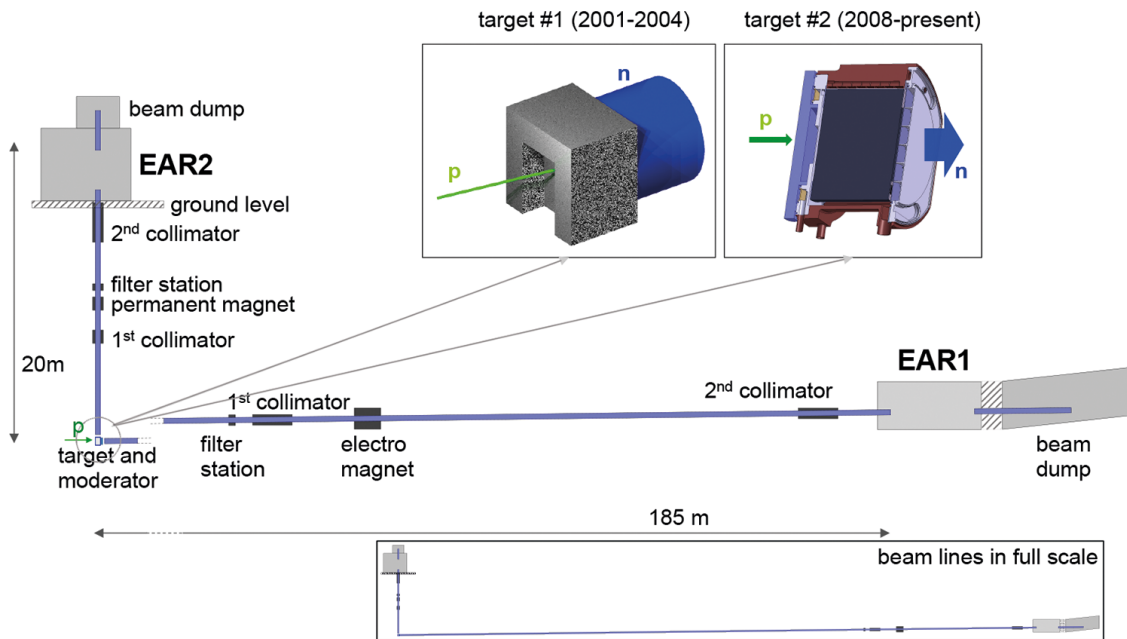 target #1 (2001-2004)
target #2 (2008-present)
n
p
p
n
beam dump
EAR2
ground level
2nd collimator
filter station
permanent magnet
1st collimator
20m
p
target and
moderator
1st collimator
filter
station
electro
magnet
2nd collimator
EAR1
beam
dump
185 m
beam lines in full scale